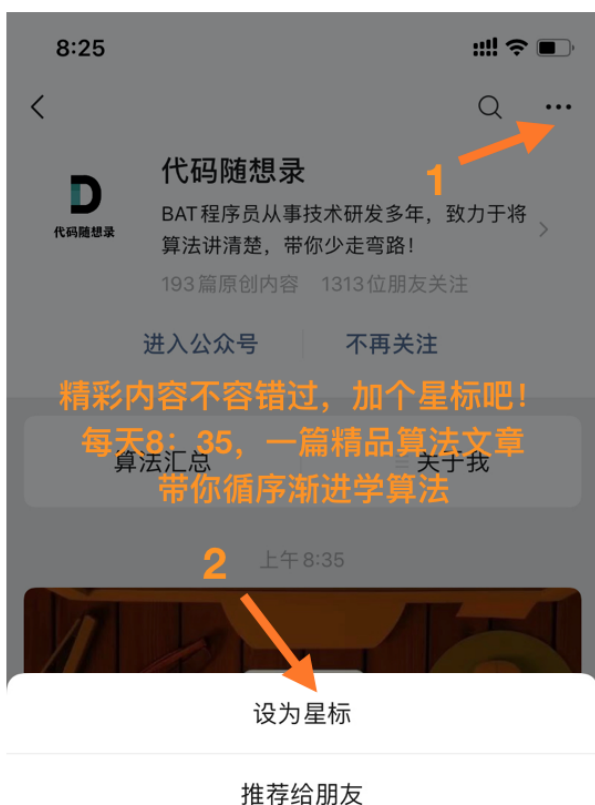 8:25
1
代码随想录
代码随想录
BAT程序员从事技术研发多年，致力于将
算法讲清楚，带你少走弯路！
193篇原创内容 1313位朋友关注
进入公众号 不再关注
精彩内容不容错过，加个星标吧！
每天8：35，一篇精品算法文章
算法汇总 关于我
带你循序渐进学算法
2
上午8:35
设为星标
推荐给朋友